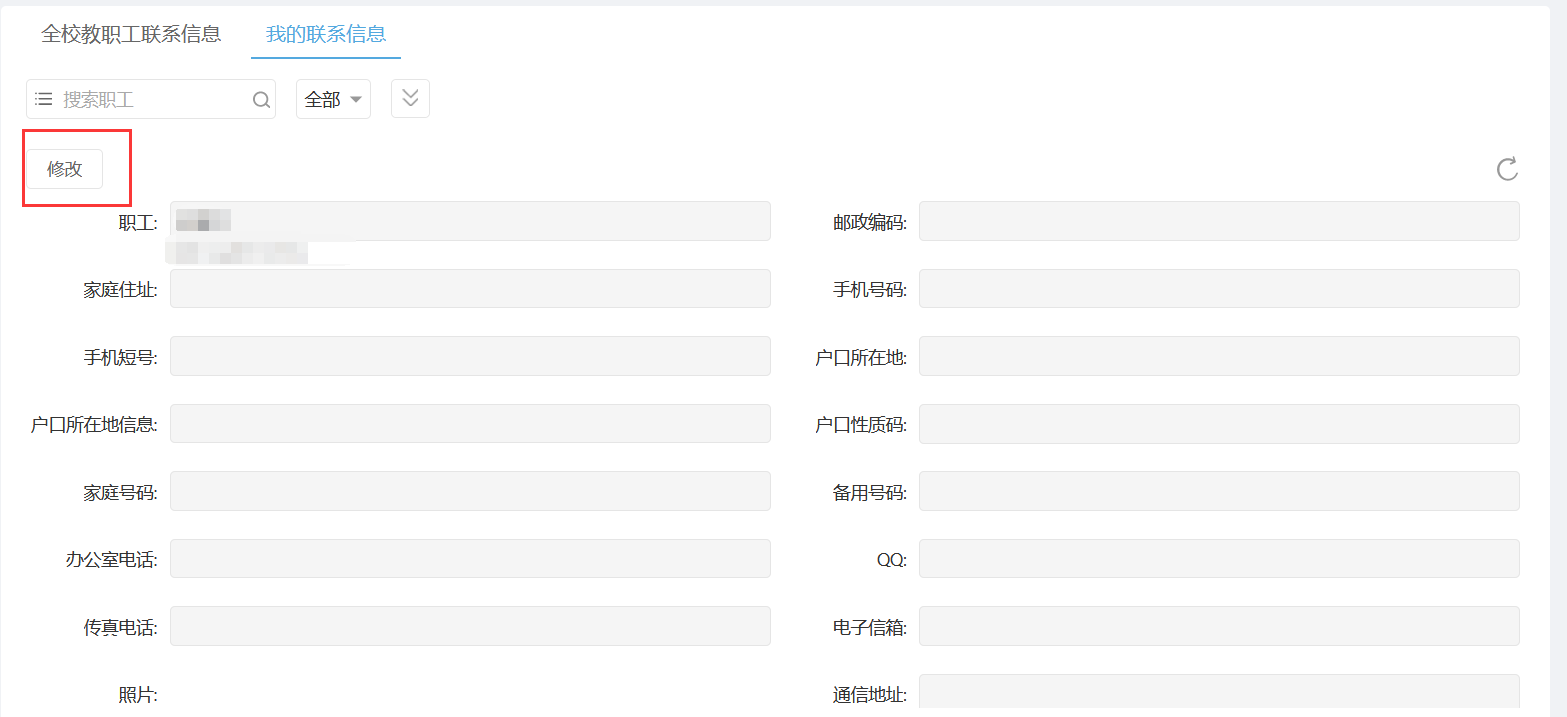 全校教职工联系信息 我的联系信息
搜索职工 全部
修改
职工: 邮政编码:
家庭住址: 手机号码:
手机短号: 户口所在地:
户口所在地信息: 户口性质码:
家庭号码: 备用号码:
办公室电话: QQ:
传真电话: 电子信箱:
照片: 通信地址: